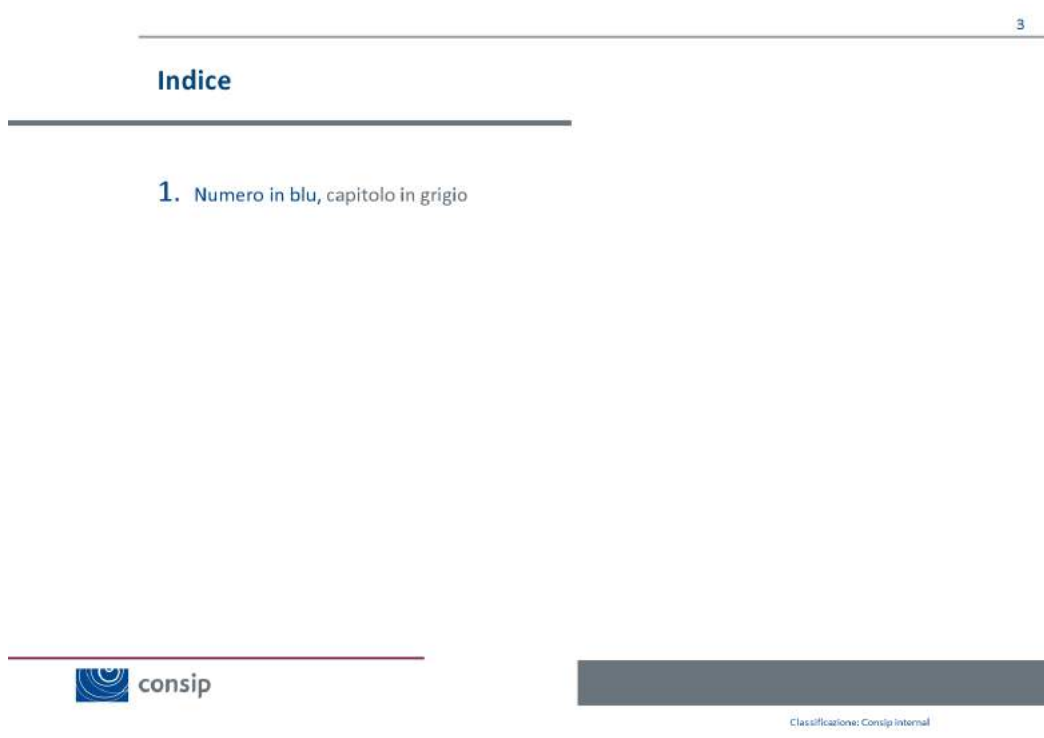 3
Indice
1. Numero in blu, capitolo in grigio
consip
Classificazione: Consip internal